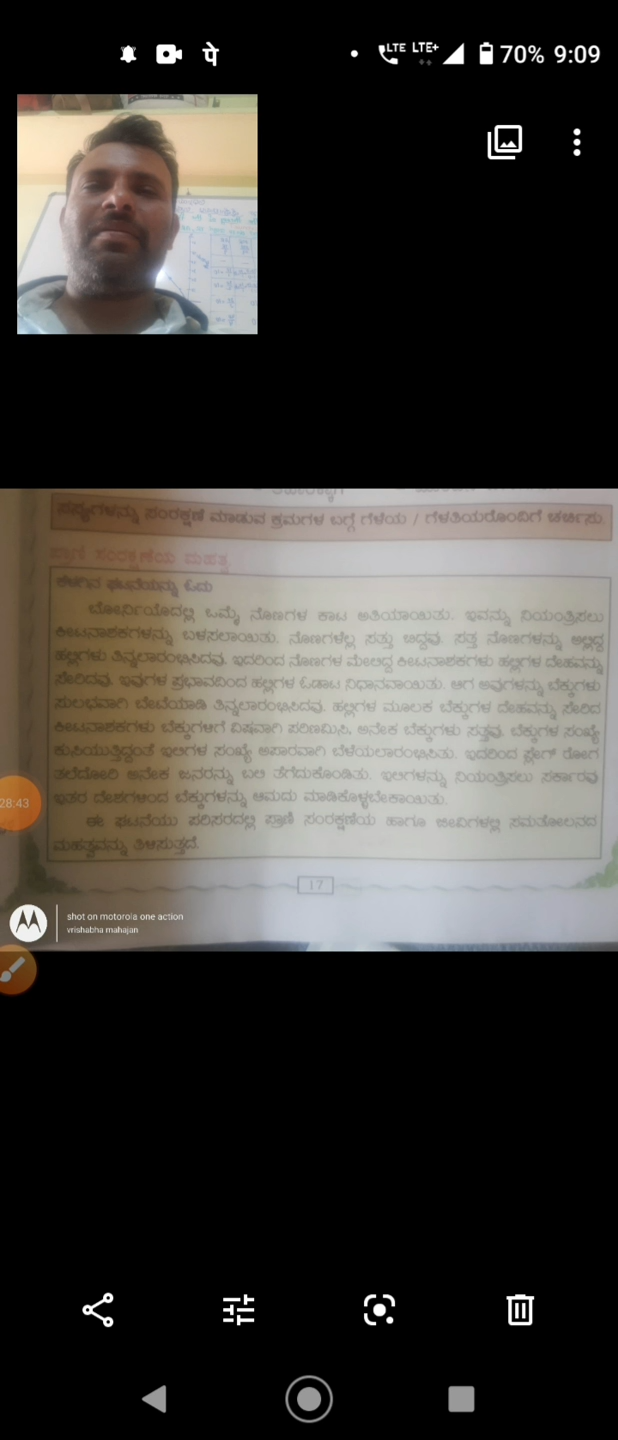 पे LTE LTE+ 70% 9:09
ಸಸ್ಯಗಳನ್ನು ಸಂರಕ್ಷಣೆ ಮಾಡುವ ಕ್ರಮಗಳ ಬಗ್ಗೆ ಗೆಳೆಯ / ಗೆಳತಿಯರೊಂದಿಗೆ ಚರ್ಚಿಸು.
ಪ್ರಾಣಿ ಸಂರಕ್ಷಣೆಯ ಮಹತ್ವ
ಘಟನೆಯನ್ನು ಓದು
ಬೋರ್ನಿಯೊದಲ್ಲಿ ಒಮ್ಮೆ ನೊಣಗಳ ಕಾಟ ಅತಿಯಾಯಿತು. ಇವನ್ನು ನಿಯಂತ್ರಿಸಲು
ಕೀಟನಾಶಕಗಳನ್ನು ಬಳಸಲಾಯಿತು. ನೊಣಗಳೆಲ್ಲ ಸತ್ತು ಬಿದ್ದವು. ಸತ್ತ ನೊಣಗಳನ್ನು ಅಲ್ಲಿದ್ದ
ಹಲ್ಲಿಗಳು ತಿನ್ನಲಾರಂಭಿಸಿದವು. ಇದರಿಂದ ನೊಣಗಳ ಮೇಲಿದ್ದ ಕೀಟನಾಶಕಗಳು ಹಲ್ಲಿಗಳ ದೇಹವನ್ನು
ಸೇರಿದವು. ಇವುಗಳ ಪ್ರಭಾವದಿಂದ ಹಲ್ಲಿಗಳ ಓಡಾಟ ನಿಧಾನವಾಯಿತು. ಆಗ ಅವುಗಳನ್ನು ಬೆಕ್ಕುಗಳು
ಸುಲಭವಾಗಿ ಬೇಟೆಯಾಡಿ ತಿನ್ನಲಾರಂಭಿಸಿದವು. ಹಲ್ಲಿಗಳ ಮೂಲಕ ಬೆಕ್ಕುಗಳ ದೇಹವನ್ನು ಸೇರಿದ
ಕೀಟನಾಶಕಗಳು ಬೆಕ್ಕುಗಳಿಗೆ ವಿಷವಾಗಿ ಪರಿಣಮಿಸಿ, ಅನೇಕ ಬೆಕ್ಕುಗಳು ಸತ್ತವು. ಬೆಕ್ಕುಗಳ ಸಂಖ್ಯೆ
ಕುಸಿಯುತ್ತಿದ್ದಂತೆ ಇಲಿಗಳ ಸಂಖ್ಯೆ ಅಪಾರವಾಗಿ ಬೆಳೆಯಲಾರಂಭಿಸಿತು. ಇದರಿಂದ ಪ್ಲೇಗ್ ರೋಗ
ತಲೆದೋರಿ ಅನೇಕ ಜನರನ್ನು ಬಲಿ ತೆಗೆದುಕೊಂಡಿತು. ಇಲಿಗಳನ್ನು ನಿಯಂತ್ರಿಸಲು ಸರ್ಕಾರವು
ಇತರ ದೇಶಗಳಿಂದ ಬೆಕ್ಕುಗಳನ್ನು ಆಮದು ಮಾಡಿಕೊಳ್ಳಬೇಕಾಯಿತು.
ಈ ಘಟನೆಯು ಪರಿಸರದಲ್ಲಿ ಪ್ರಾಣಿ ಸಂರಕ್ಷಣೆಯ ಹಾಗೂ ಜೀವಿಗಳಲ್ಲಿ ಸಮತೋಲನದ
ಮಹತ್ವವನ್ನು ತಿಳಿಸುತ್ತದೆ.
28:43
17
shot on motorola one action
vrishabha mahajan